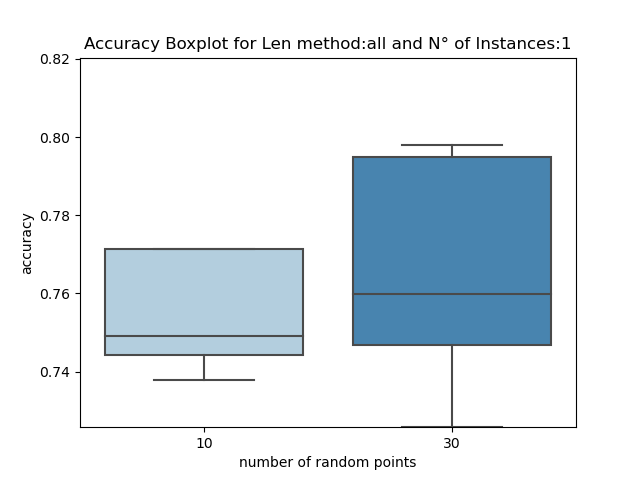 Accuracy Boxplot for Len method:all and N° of Instances:1
0.82
0.80
0.78
0.76
0.74
accuracy
10
30
number of random points